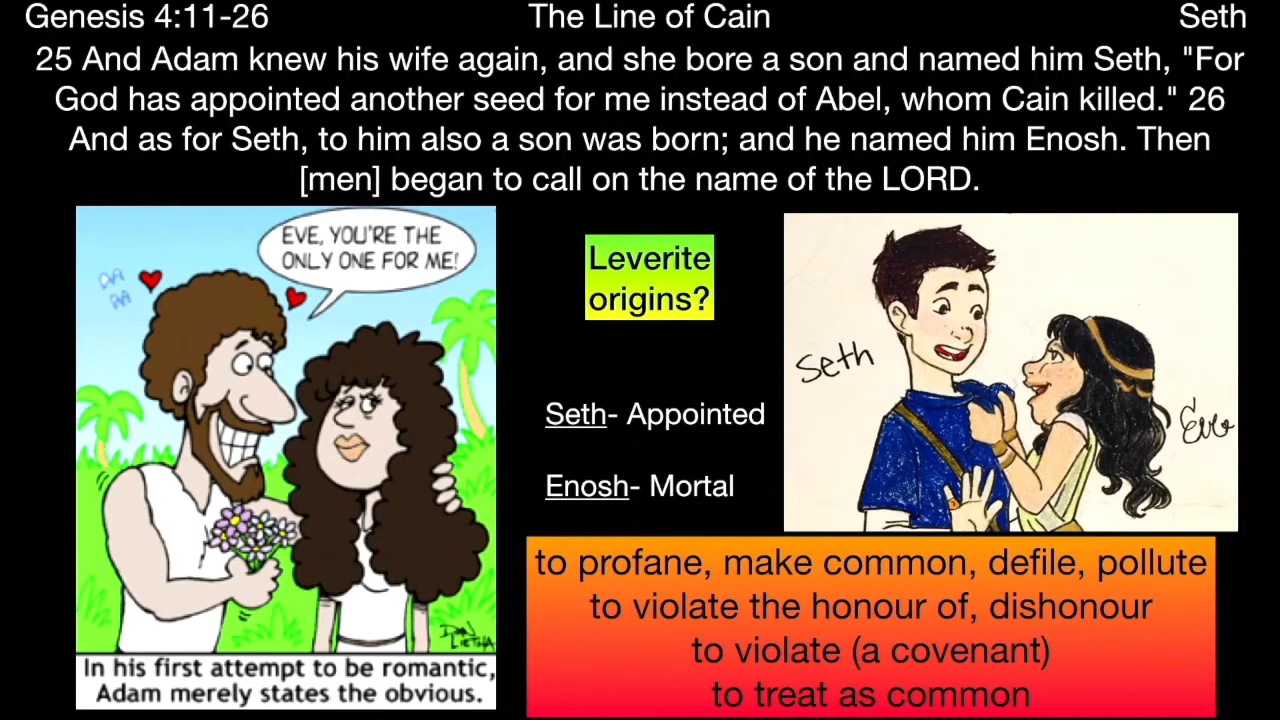 Genesis 4:11-26 The Line of Cain Seth
25 And Adam knew his wife again, and she bore a son and named him Seth, "For
God has appointed another seed for me instead of Abel, whom Cain killed." 26
And as for Seth, to him also a son was born; and he named him Enosh. Then
[men] began to call on the name of the LORD.
EVE, YOU'RE THE
ONLY ONE FOR ME!
DA
DA
DAN
LIETHA
In his first attempt to be romantic,
Adam merely states the obvious.
Leverite
origins?
Seth- Appointed
Enosh- Mortal
Seth
Eve
to profane, make common, defile, pollute
to violate the honour of, dishonour
to violate (a covenant)
to treat as common